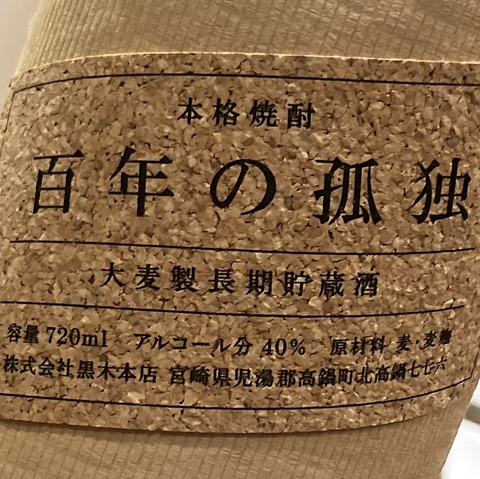 本格焼酎
百年の孤独
大麦製長期貯蔵酒
容量 720ml アルコール分 40% 原材料 麦・麦麹
株式会社黒木本店 宮崎県児湯郡高鍋町北高鍋七七六